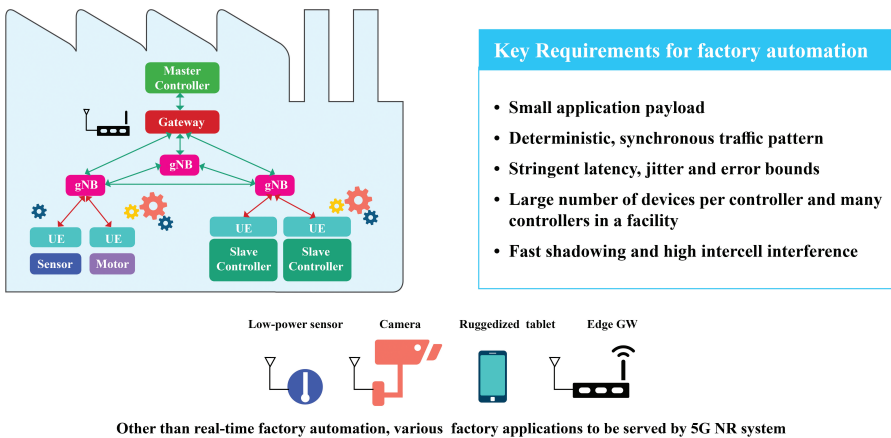 Master
Controller
Gateway
gNB
gNB
gNB
UE
UE
UE
UE
Sensor
Motor
Slave
Controller
Slave
Controller
Key Requirements for factory automation
• Small application payload
• Deterministic, synchronous traffic pattern
• Stringent latency, jitter and error bounds
• Large number of devices per controller and many
controllers in a facility
• Fast shadowing and high intercell interference
Low-power sensor
Camera
Ruggedized tablet
Edge GW
Other than real-time factory automation, various factory applications to be served by 5G NR system